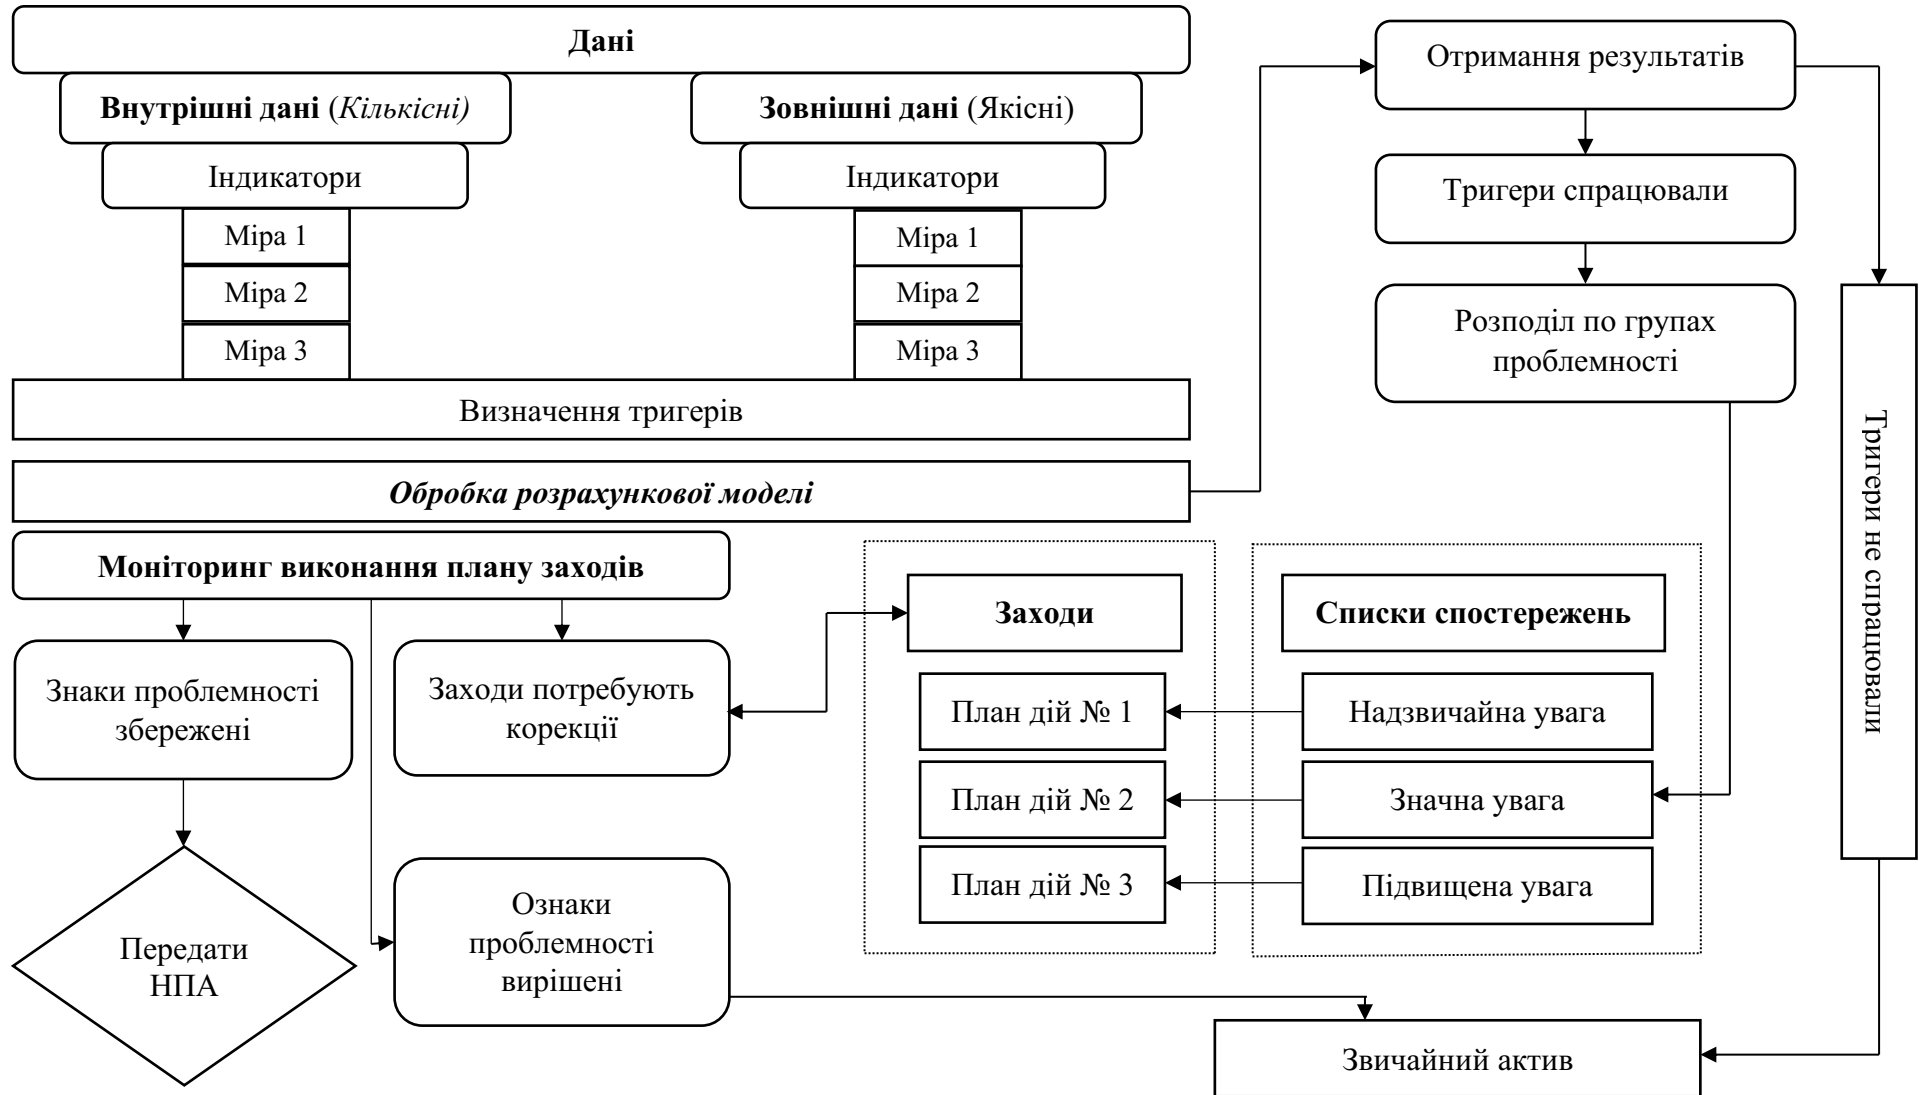 Дані
Внутрішні дані (Кількісні)
Зовнішні дані (Якісні)
Індикатори
Індикатори
Міра 1
Міра 2
Міра 3
Міра 1
Міра 2
Міра 3
Визначення тригерів
Обробка розрахункової моделі
Отримання результатів
Тригери спрацювали
Розподіл по групах
проблемності
Тригери не спрацювали
Моніторинг виконання плану заходів
Знаки проблемності
збережені
Заходи потребують
корекції
Передати
НПА
Ознаки
проблемності
вирішені
Заходи
План дій № 1
План дій № 2
План дій № 3
Списки спостережень
Надзвичайна увага
Значна увага
Підвищена увага
Звичайний актив